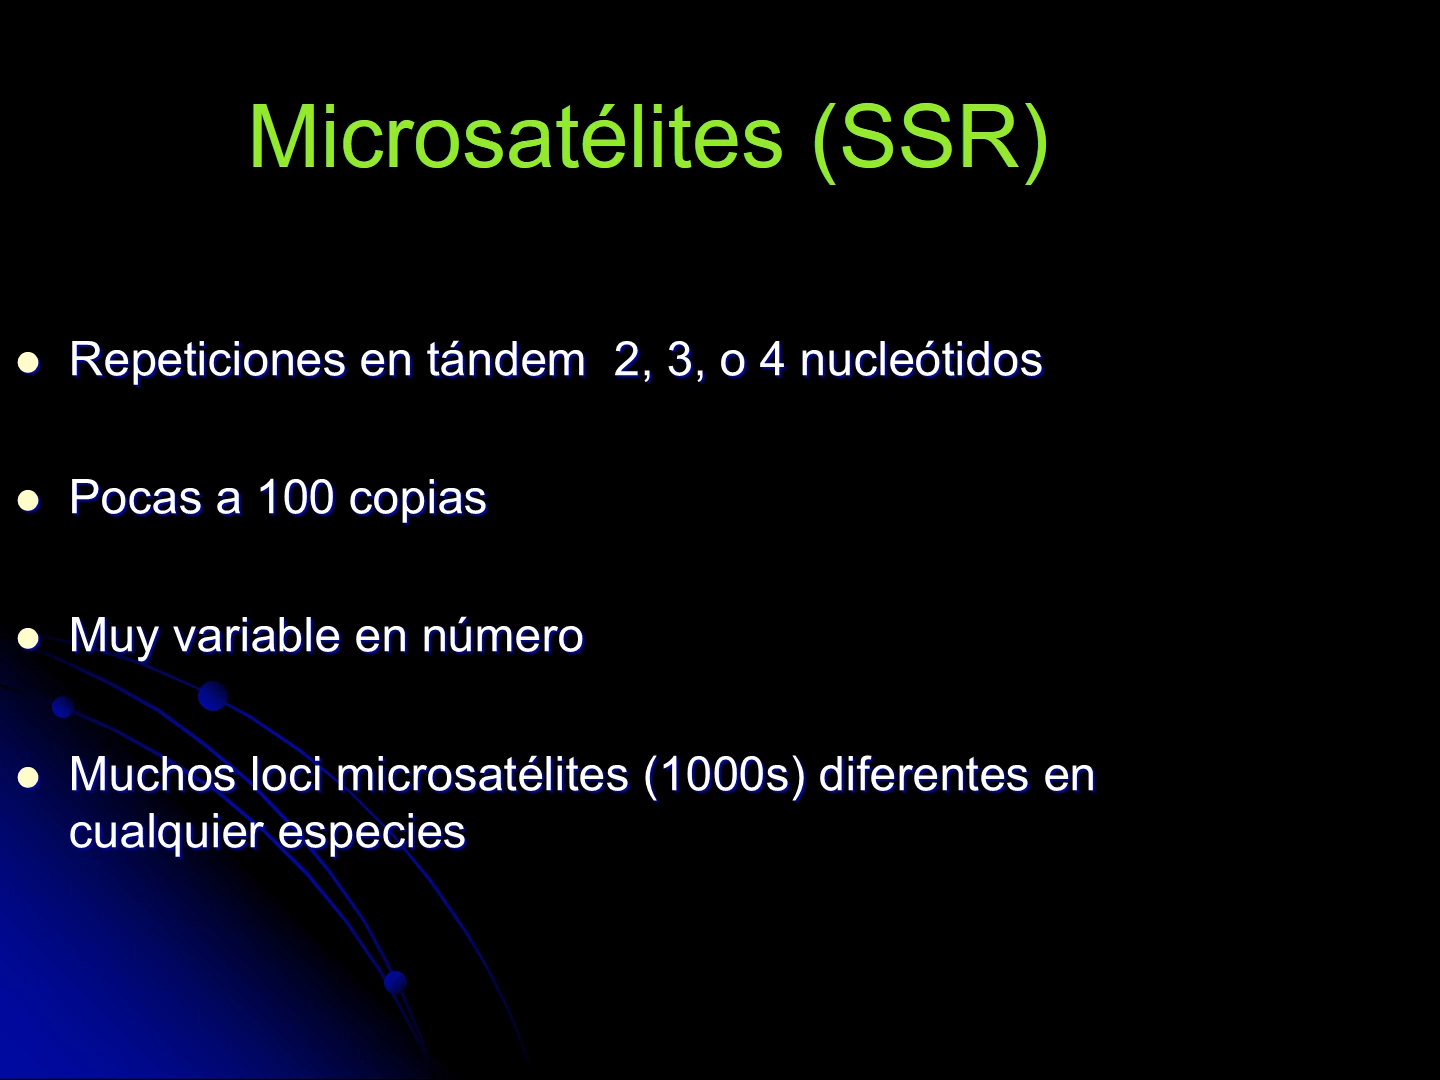 Microsatélites (SSR)
Repeticiones en tándem  2, 3, o 4 nucleótidos
Pocas a 100 copias
Muy variable en número
Muchos loci microsatélites (1000s) diferentes en
cualquier especies